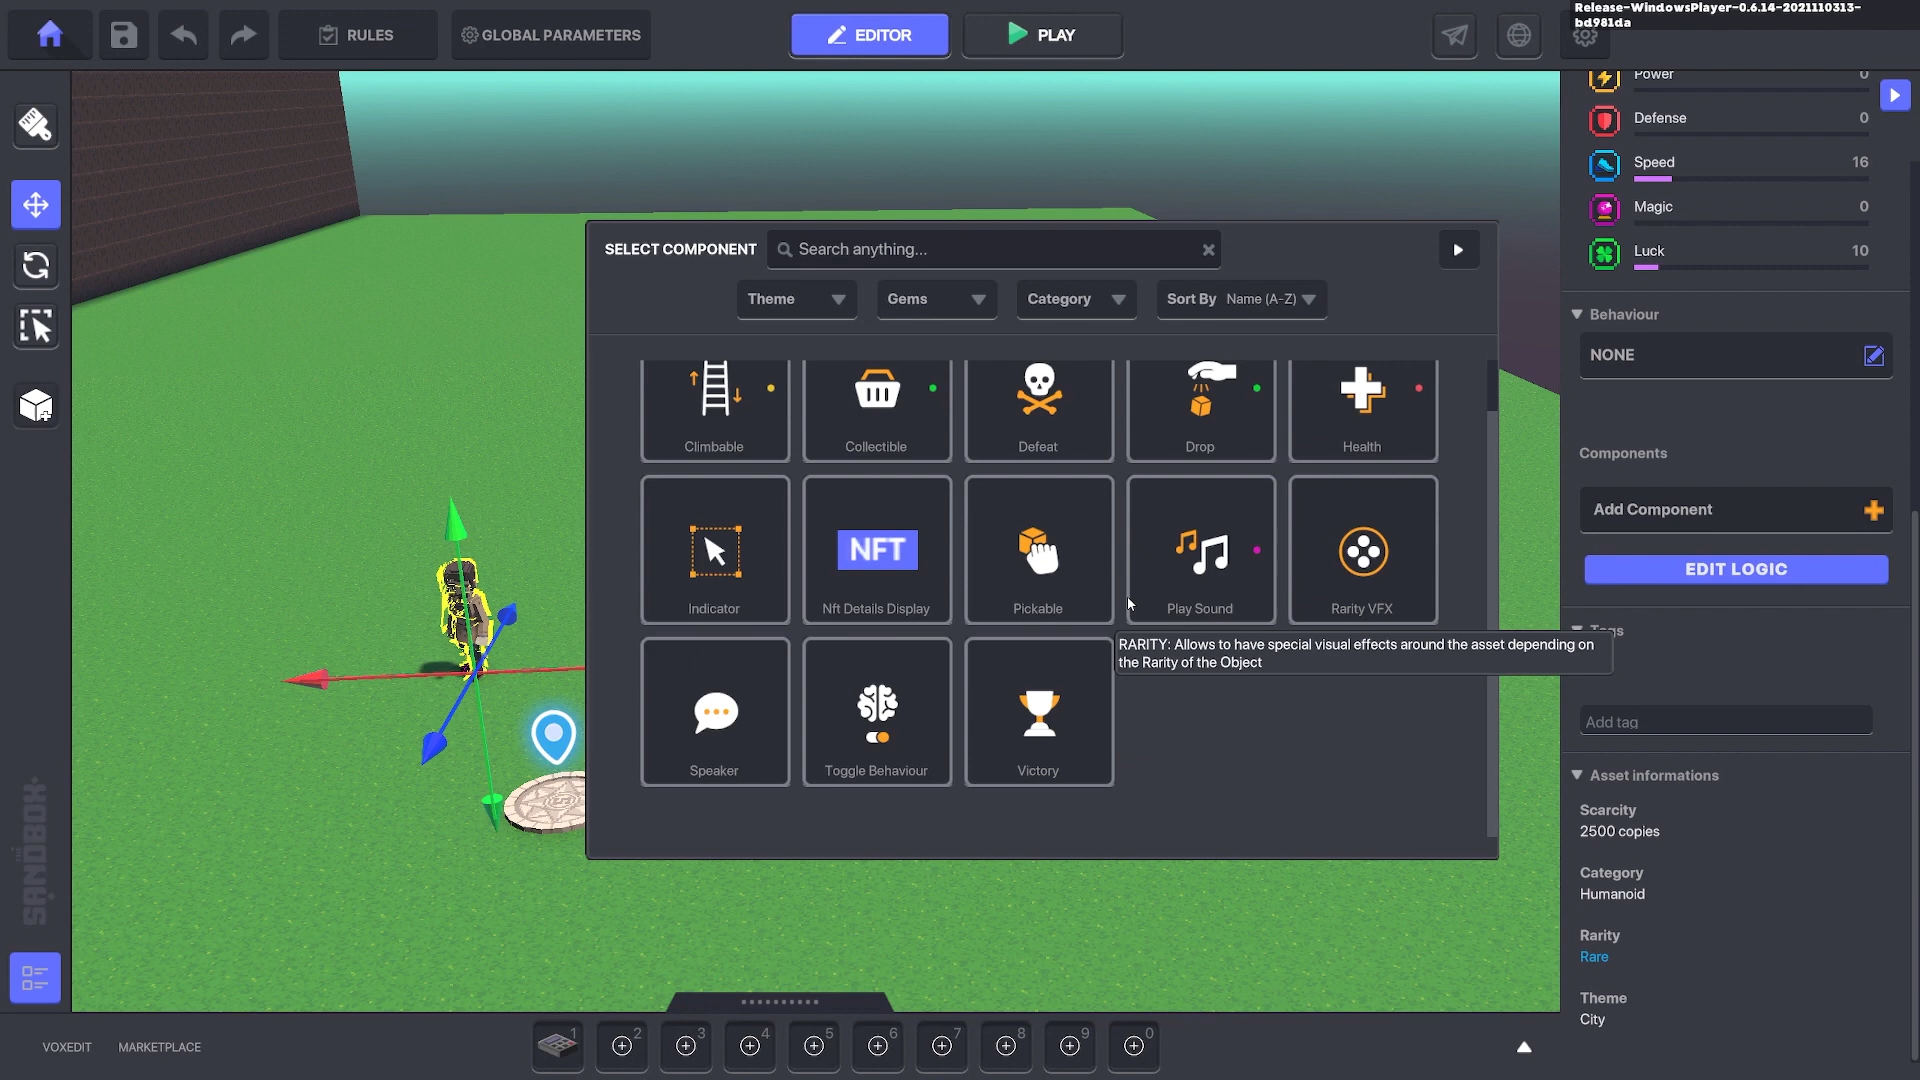 Release-WindowsPlayer-0.6.14-2021110313-
bd981da
RULES
GLOBAL PARAMETERS
EDITOR
PLAY
Power 0
Defense 0
Speed 16
Magic 0
Luck 10
SELECT COMPONENT
Search anything...
Theme
Gems
Category
Sort By Name (A-Z)
Climbable
Collectible
Defeat
Drop
Health
NFT
Indicator
Nft Details Display
Pickable
Play Sound
Rarity VFX
RARITY: Allows to have special visual effects around the asset depending on
the Rarity of the Object
Speaker
Toggle Behaviour
Victory
Behaviour
NONE
Components
Add Component
EDIT LOGIC
Tags
Add tag
Asset informations
Scarcity
2500 copies
Category
Humanoid
Rarity
Rare
Theme
City
THE SANDBOX
VOXEDIT
MARKETPLACE
1 2 3 4 5 6 7 8 9 0